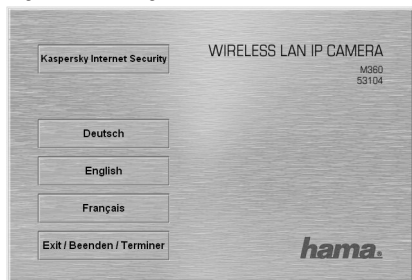 Kaspersky Internet Security
WIRELESS LAN IP CAMERA
M360
53104
Deutsch
English
Français
Exit / Beenden / Terminer
hama.